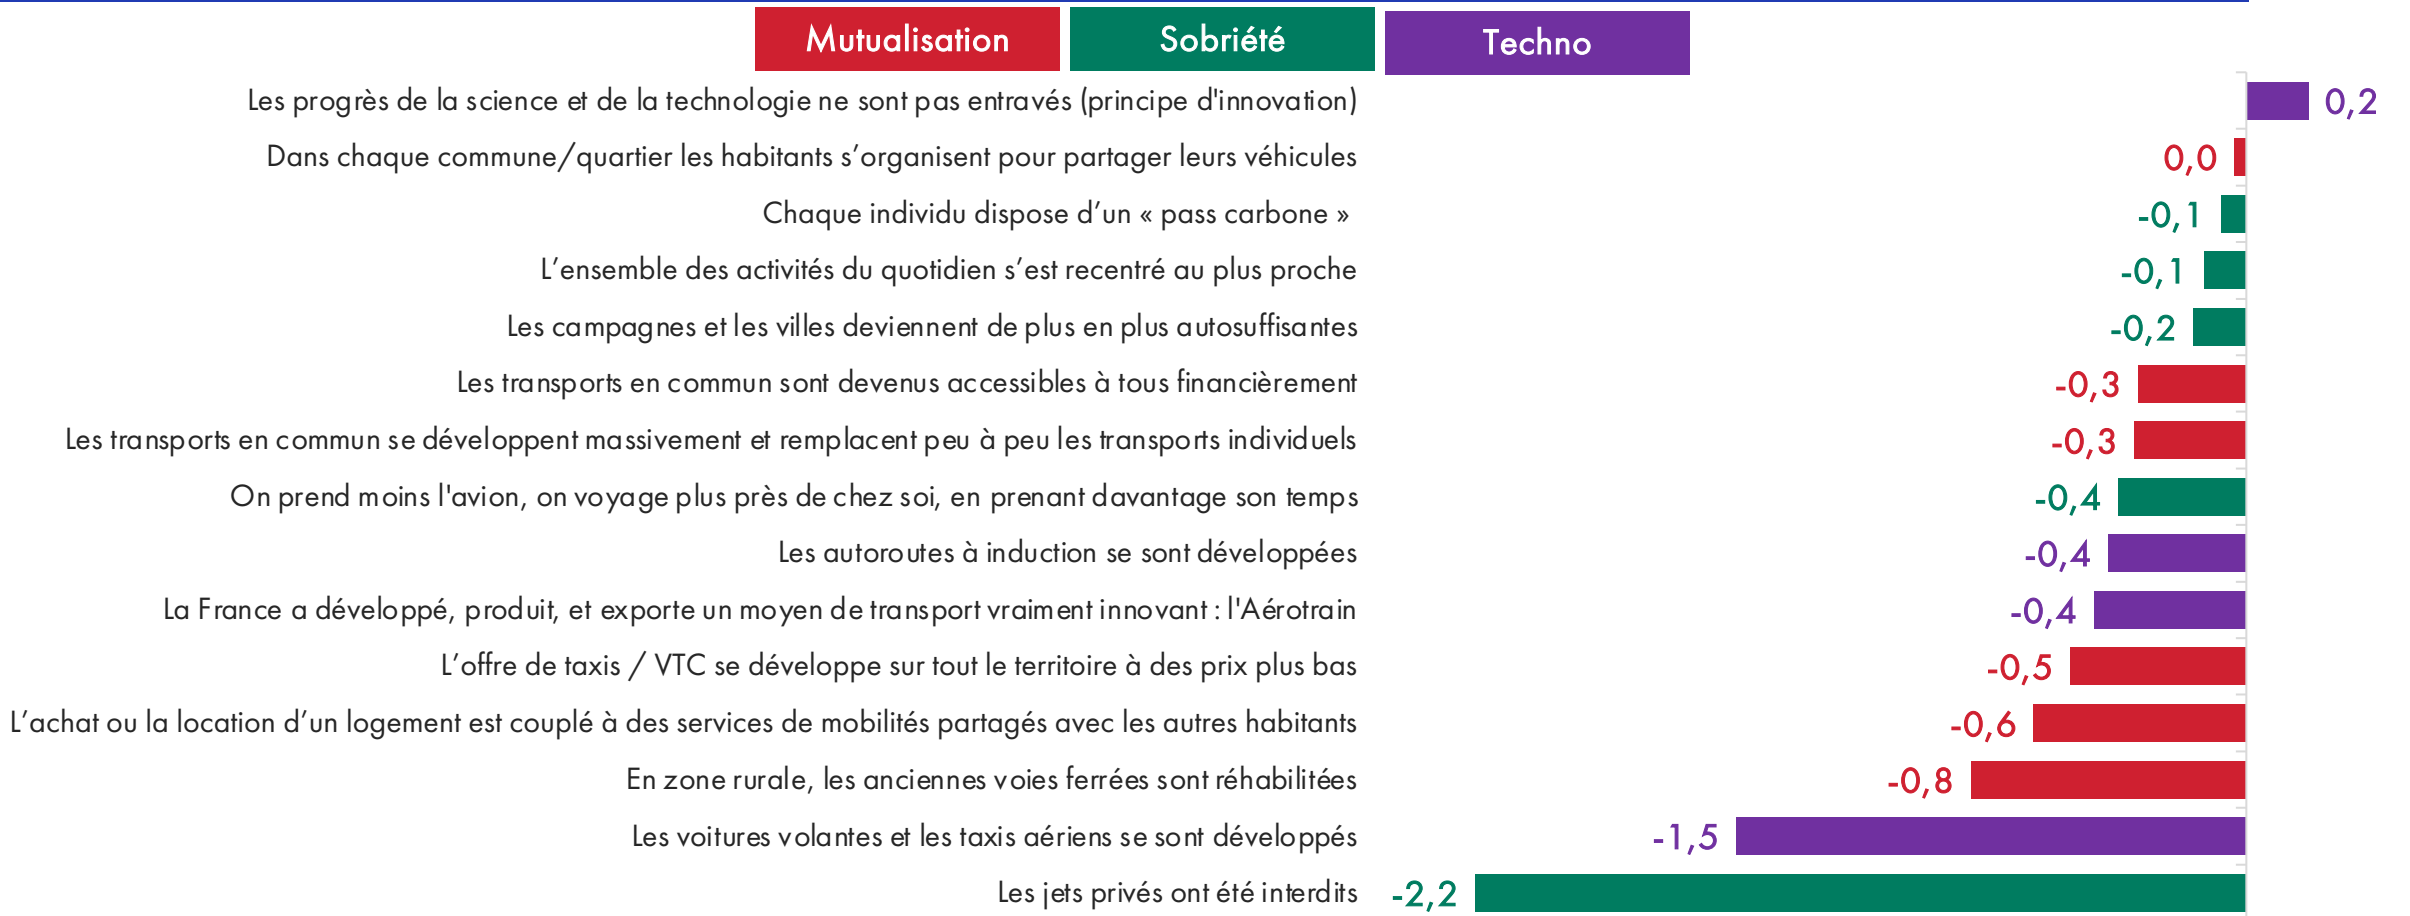 Mutualisation
Sobriété
Techno
Les progrès de la science et de la technologie ne sont pas entravés (principe d'innovation) 0,2
Dans chaque commune/quartier les habitants s’organisent pour partager leurs véhicules 0,0
Chaque individu dispose d’un « pass carbone » -0,1
L’ensemble des activités du quotidien s’est recentré au plus proche -0,1
Les campagnes et les villes deviennent de plus en plus autosuffisantes -0,2
Les transports en commun sont devenus accessibles à tous financièrement -0,3
Les transports en commun se développent massivement et remplacent peu à peu les transports individuels -0,3
On prend moins l'avion, on voyage plus près de chez soi, en prenant davantage son temps -0,4
Les autoroutes à induction se sont développées -0,4
La France a développé, produit, et exporte un moyen de transport vraiment innovant : l'Aérotrain -0,4
L’offre de taxis / VTC se développe sur tout le territoire à des prix plus bas -0,5
L’achat ou la location d’un logement est couplé à des services de mobilités partagés avec les autres habitants -0,6
En zone rurale, les anciennes voies ferrées sont réhabilitées -0,8
Les voitures volantes et les taxis aériens se sont développés -1,5
Les jets privés ont été interdits -2,2